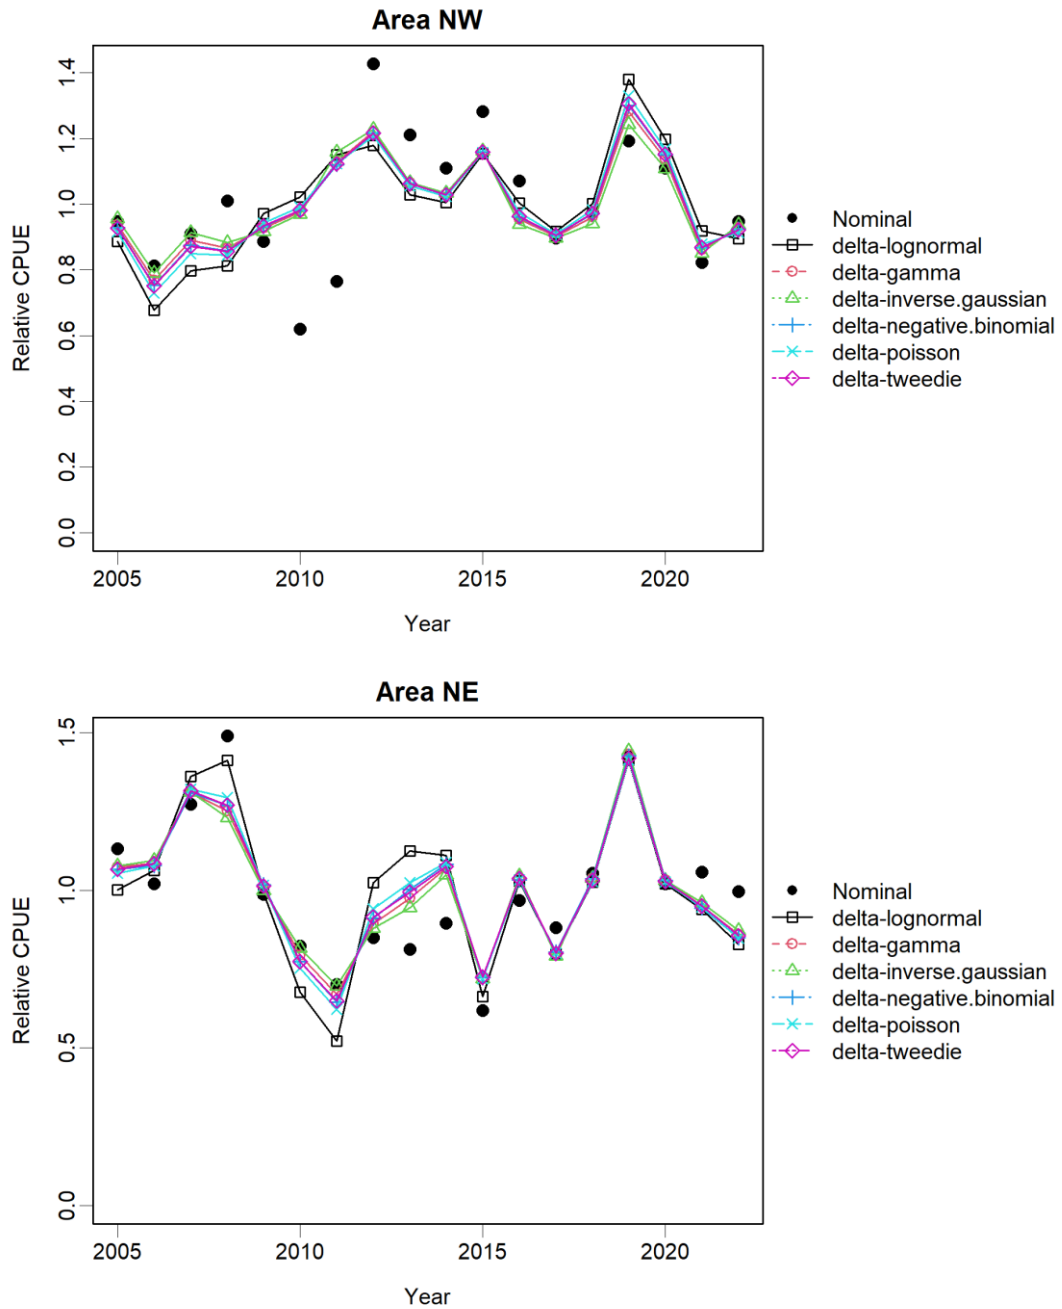 Area NW
Relative CPUE
1.4
1.2
1.0
0.8
0.6
0.4
0.2
0.0
2005 2010 2015 2020
Year
Nominal
delta-lognormal
delta-gamma
delta-inverse.gaussian
delta-negative.binomial
delta-poisson
delta-tweedie
Area NE
Relative CPUE
1.5
1.0
0.5
0.0
2005 2010 2015 2020
Year
Nominal
delta-lognormal
delta-gamma
delta-inverse.gaussian
delta-negative.binomial
delta-poisson
delta-tweedie